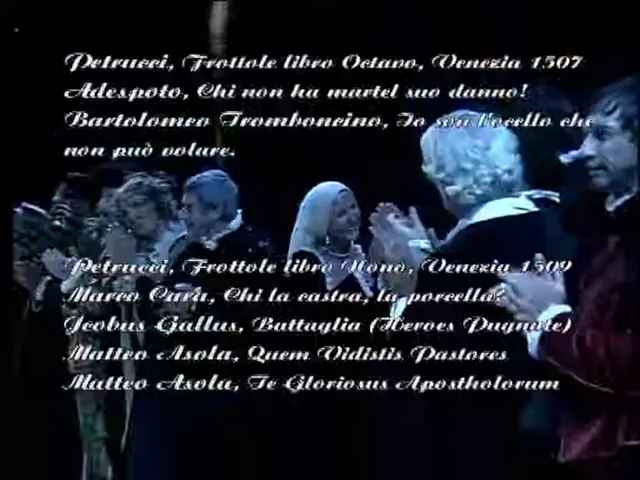 Petrucci, Frottole libro Octavo, Venezia 1507
Adespoto, Chi non ha martel suo danno!
Bartolomeo Tromboncino, Io son l'ocello che
non può volare.
Petrucci, Frottole libro Nono, Venezia 1509
Marco Carà, Chi la castra, la porcella?
Jcobus Gallus, Battaglia (Heroes Pugnate)
Matteo Asola, Quem Vidistis Pastores
Matteo Asola, Te Gloriosus Apostholorum